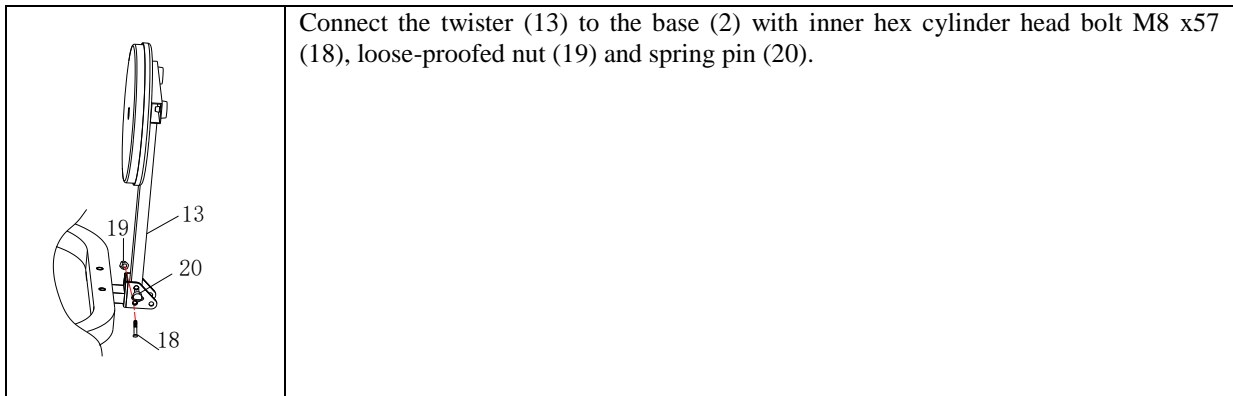 Connect the twister (13) to the base (2) with inner hex cylinder head bolt M8 x57
(18), loose-proofed nut (19) and spring pin (20).
13
19
20
18